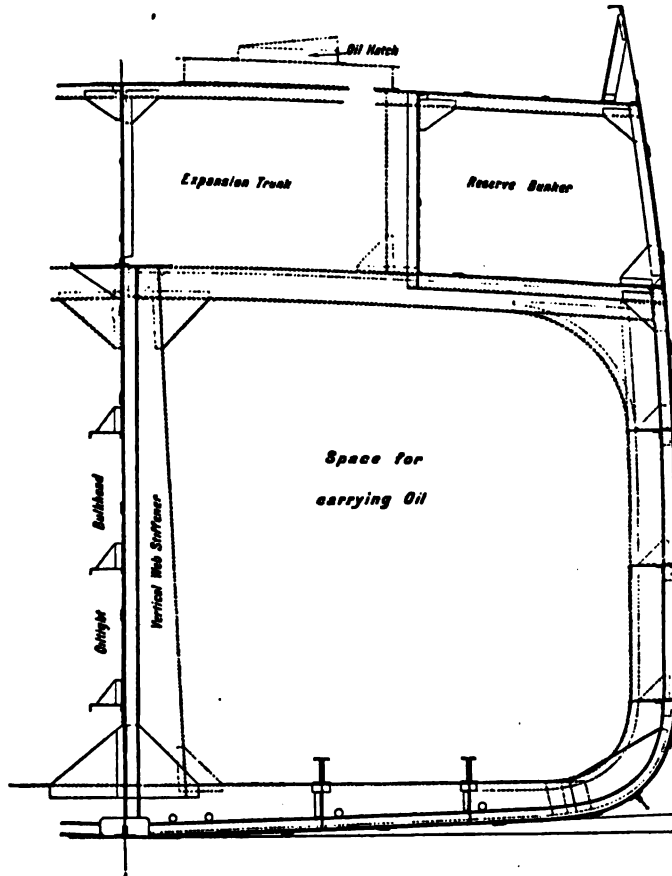 Oil Hatch
Expansion Trunk
Reserve Bunker
Space for
carrying Oil
Vertical Web Stiffener
Oiltight Bulkhead